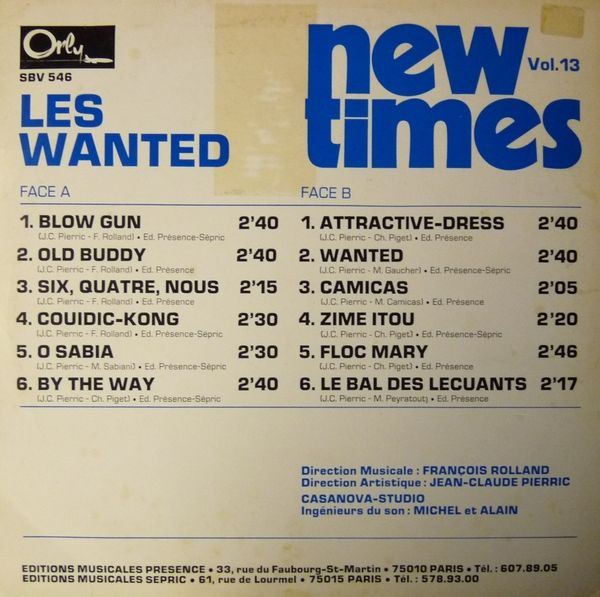 Orly
SBV 546
LES
WANTED
new
times
Vol.13
FACE A
1. BLOW GUN 2'40
(J.C. Pierric - F. Rolland) • Ed. Présence-Sépric
2. OLD BUDDY 2'40
(J.C. Pierric - F. Rolland) • Ed. Présence
3. SIX, QUATRE, NOUS 2'15
(J.C. Pierric - F. Rolland) • Ed. Présence
4. COUIDIC-KONG 2'30
(J.C. Pierric - F. Rolland) • Ed. Présence-Sépric
5. O SABIA 2'30
(J.C. Pierric - M. Sabiani) • Ed. Présence-Sépric
6. BY THE WAY 2'40
(J.C. Pierric - Ch. Piget) • Ed. Présence-Sépric
FACE B
1. ATTRACTIVE-DRESS 2'40
(J.C. Pierric - Ch. Piget) • Ed. Présence
2. WANTED 2'40
(J.C. Pierric - M. Gaucher) • Ed. Présence-Sépric
3. CAMICAS 2'05
(J.C. Pierric - M. Camicas) • Ed. Présence
4. ZIME ITOU 2'20
(J.C. Pierric - Ch. Piget) • Ed. Présence-Sépric
5. FLOC MARY 2'46
(J.C. Pierric - Ch. Piget) • Ed. Présence
6. LE BAL DES LECUANTS 2'17
(J.C. Pierric - M. Peyratout) • Ed. Présence
Direction Musicale : FRANÇOIS ROLLAND
Direction Artistique : JEAN-CLAUDE PIERRIC
CASANOVA-STUDIO
Ingénieurs du son : MICHEL et ALAIN
EDITIONS MUSICALES PRESENCE • 33, rue du Faubourg-St-Martin • 75010 PARIS • Tél. : 607.89.05
EDITIONS MUSICALES SEPRIC • 61, rue de Lourmel • 75015 PARIS • Tél. : 578.93.00